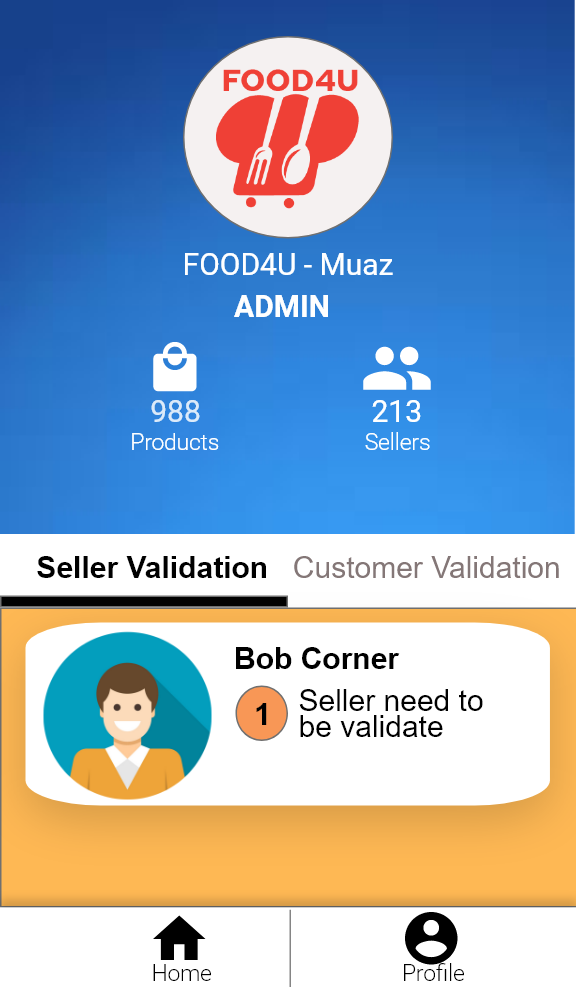 FOOD4U
FOOD4U - Muaz
ADMIN
988
213
Products
Sellers
Seller Validation
Customer Validation
Bob Corner
1
Seller need to
be validate
Home
Profile